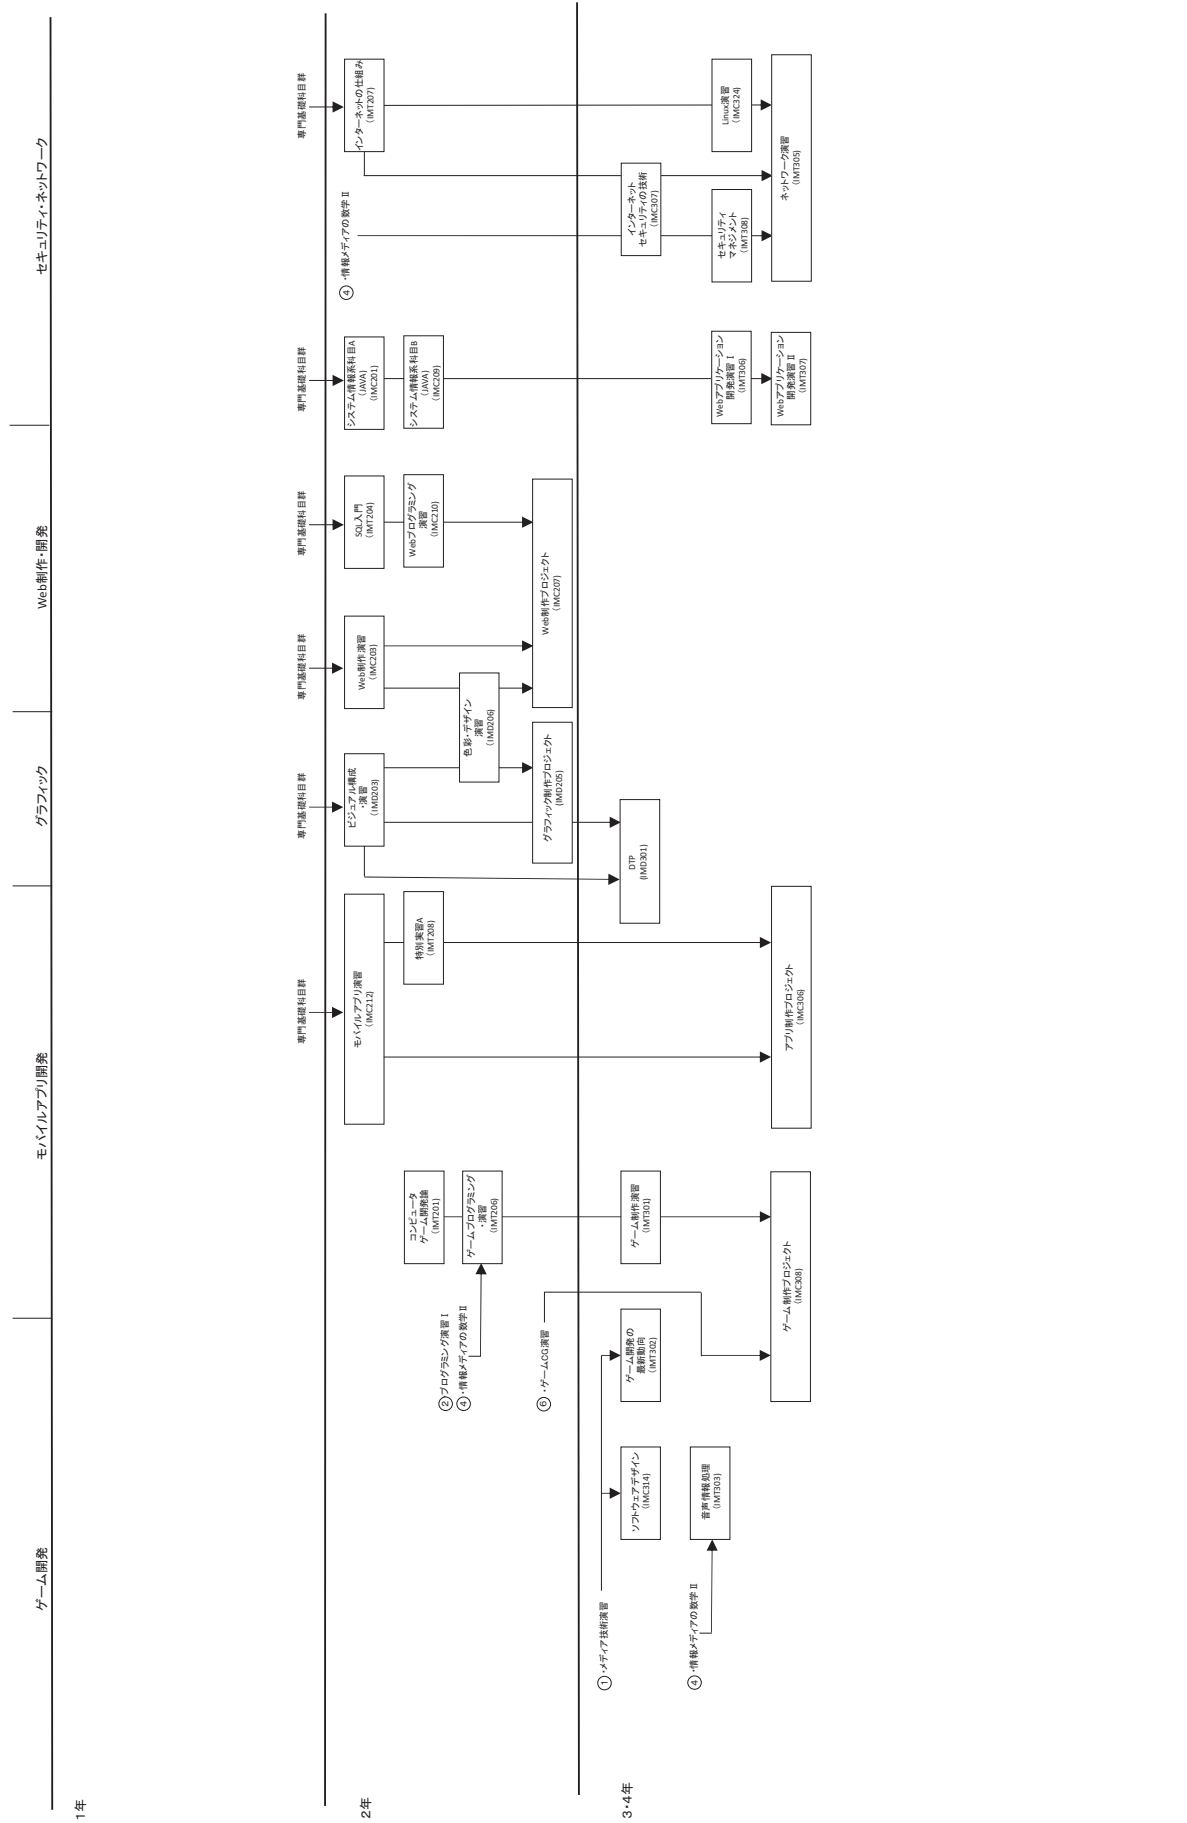 ゲーム開発
モバイルアプリ開発
グラフィック
Web制作・開発
セキュリティ・ネットワーク
1年
2年
3・4年
専門基礎科目群
専門基礎科目群
専門基礎科目群
専門基礎科目群
専門基礎科目群
専門基礎科目群
モバイルアプリ演習
(IMC212)
ビジュアル構成
・演習
(IMD203)
Web制作演習
(IMC203)
SQL入門
(IMT204)
システム情報系科目A
(JAVA)
(IMC201)
④・情報メディアの数学Ⅱ
インターネットの仕組み
(IMT207)
コンピュータ
ゲーム開発論
(IMT201)
特別実習A
(IMT208)
Webプログラミング
演習
(IMC210)
システム情報系科目B
(JAVA)
(IMC209)
②プログラミング演習Ⅰ
④・情報メディアの数学Ⅱ
ゲームプログラミング
・演習
(IMT206)
色彩・デザイン
演習
(IMD206)
⑥・ゲームCG演習
グラフィック制作プロジェクト
(IMD205)
Web制作プロジェクト
(IMC207)
①・メディア技術演習
ソフトウェアデザイン
(IMC314)
ゲーム開発の
最新動向
(IMT302)
ゲーム制作演習
(IMT301)
DTP
(IMD301)
インターネット
セキュリティの技術
(IMC307)
④・情報メディアの数学Ⅱ
音声情報処理
(IMT303)
Webアプリケーション
開発演習Ⅰ
(IMT306)
セキュリティ
マネジメント
(IMT308)
Linux演習
(IMC324)
ゲーム制作プロジェクト
(IMC308)
アプリ制作プロジェクト
(IMC306)
Webアプリケーション
開発演習Ⅱ
(IMT307)
ネットワーク演習
(IMT305)